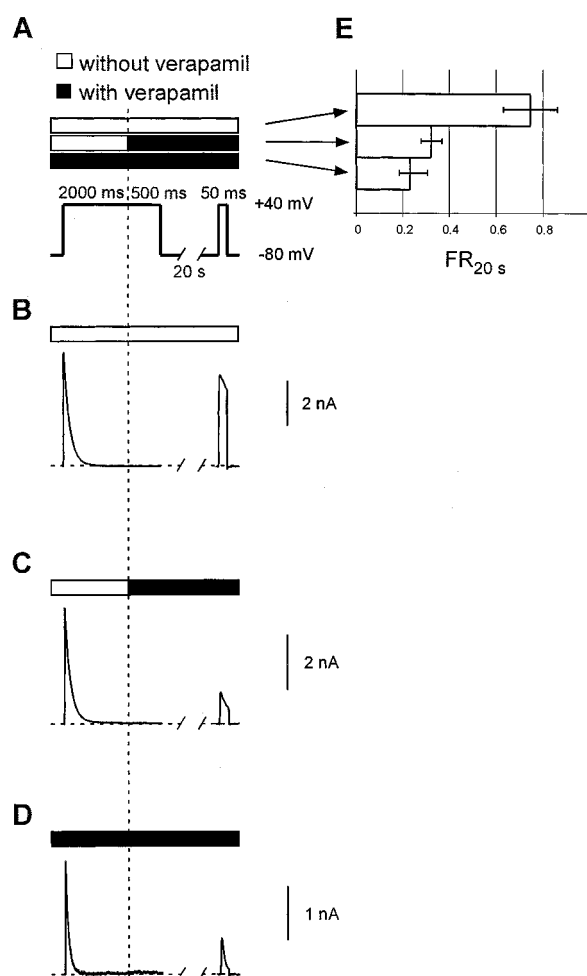 A
without verapamil
with verapamil
2000 ms 500 ms 50 ms
+40 mV
-80 mV
20 s
E
0 0.2 0.4 0.6 0.8
FR20 s
B
2 nA
C
2 nA
D
1 nA